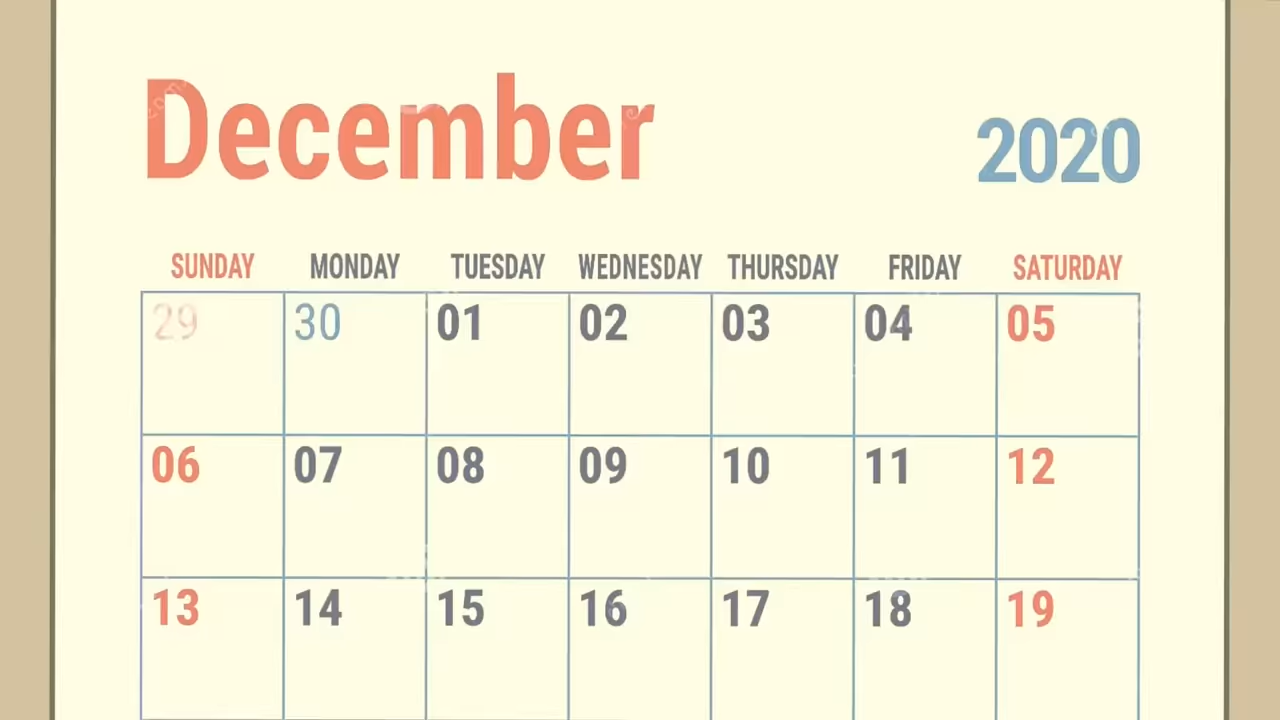 December
2020
SUNDAY MONDAY TUESDAY WEDNESDAY THURSDAY FRIDAY SATURDAY
29 30 01 02 03 04 05
06 07 08 09 10 11 12
13 14 15 16 17 18 19